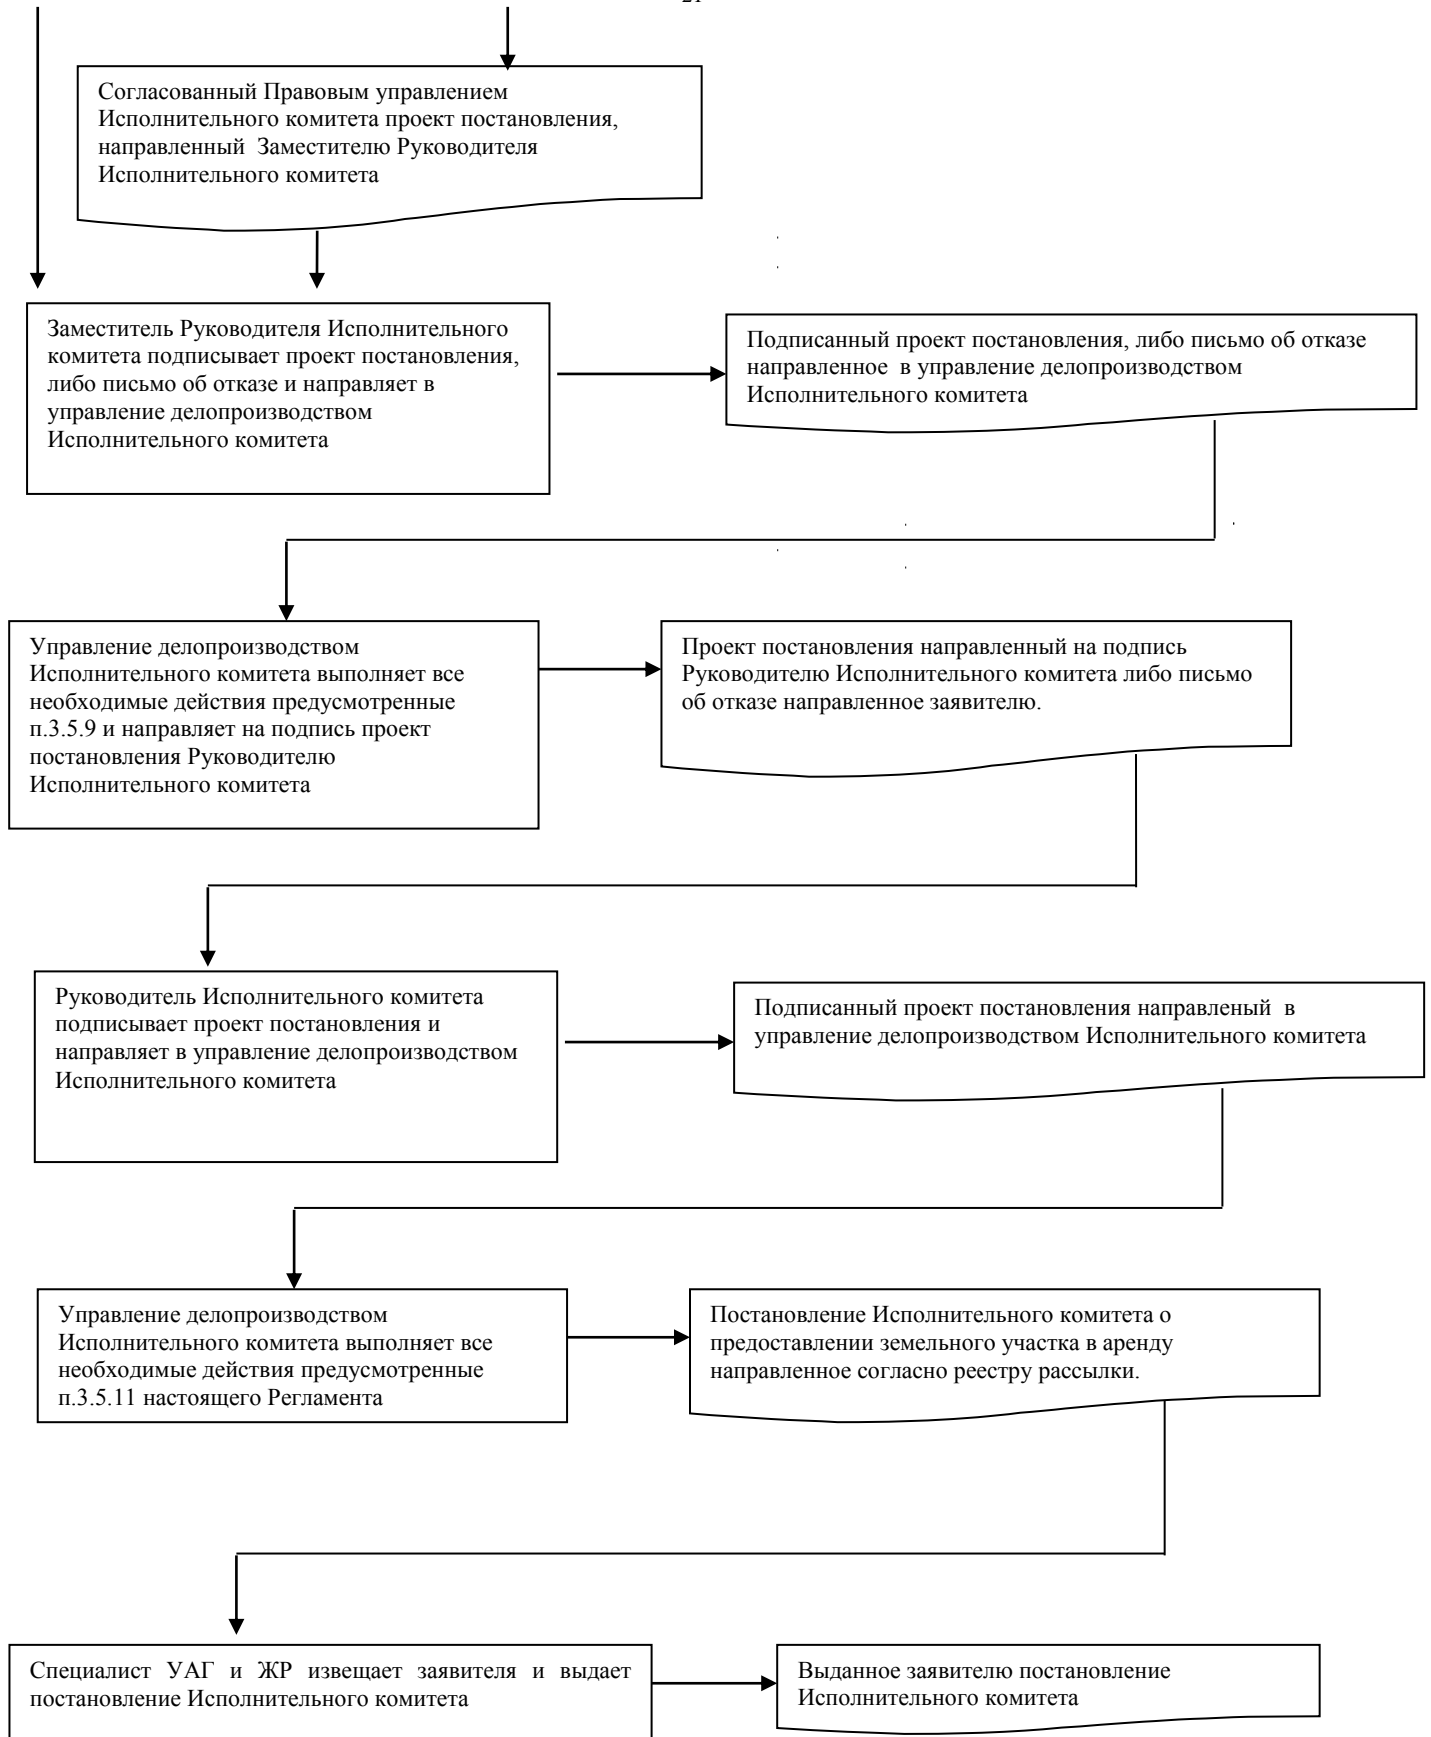 Согласованный Правовым управлением
Исполнительного комитета проект постановления,
направленный Заместителю Руководителя
Исполнительного комитета
Заместитель Руководителя Исполнительного
комитета подписывает проект постановления,
либо письмо об отказе и направляет в
управление делопроизводством
Исполнительного комитета
Подписанный проект постановления, либо письмо об отказе
направленное в управление делопроизводством
Исполнительного комитета
Управление делопроизводством
Исполнительного комитета выполняет все
необходимые действия предусмотренные
п.3.5.9 и направляет на подпись проект
постановления Руководителю
Исполнительного комитета
Проект постановления направленный на подпись
Руководителю Исполнительного комитета либо письмо
об отказе направленное заявителю.
Руководитель Исполнительного комитета
подписывает проект постановления и
направляет в управление делопроизводством
Исполнительного комитета
Подписанный проект постановления направленый в
управление делопроизводством Исполнительного комитета
Управление делопроизводством
Исполнительного комитета выполняет все
необходимые действия предусмотренные
п.3.5.11 настоящего Регламента
Постановление Исполнительного комитета о
предоставлении земельного участка в аренду
направленное согласно реестру рассылки.
Специалист УАГ и ЖР извещает заявителя и выдает
постановление Исполнительного комитета
Выданное заявителю постановление
Исполнительного комитета